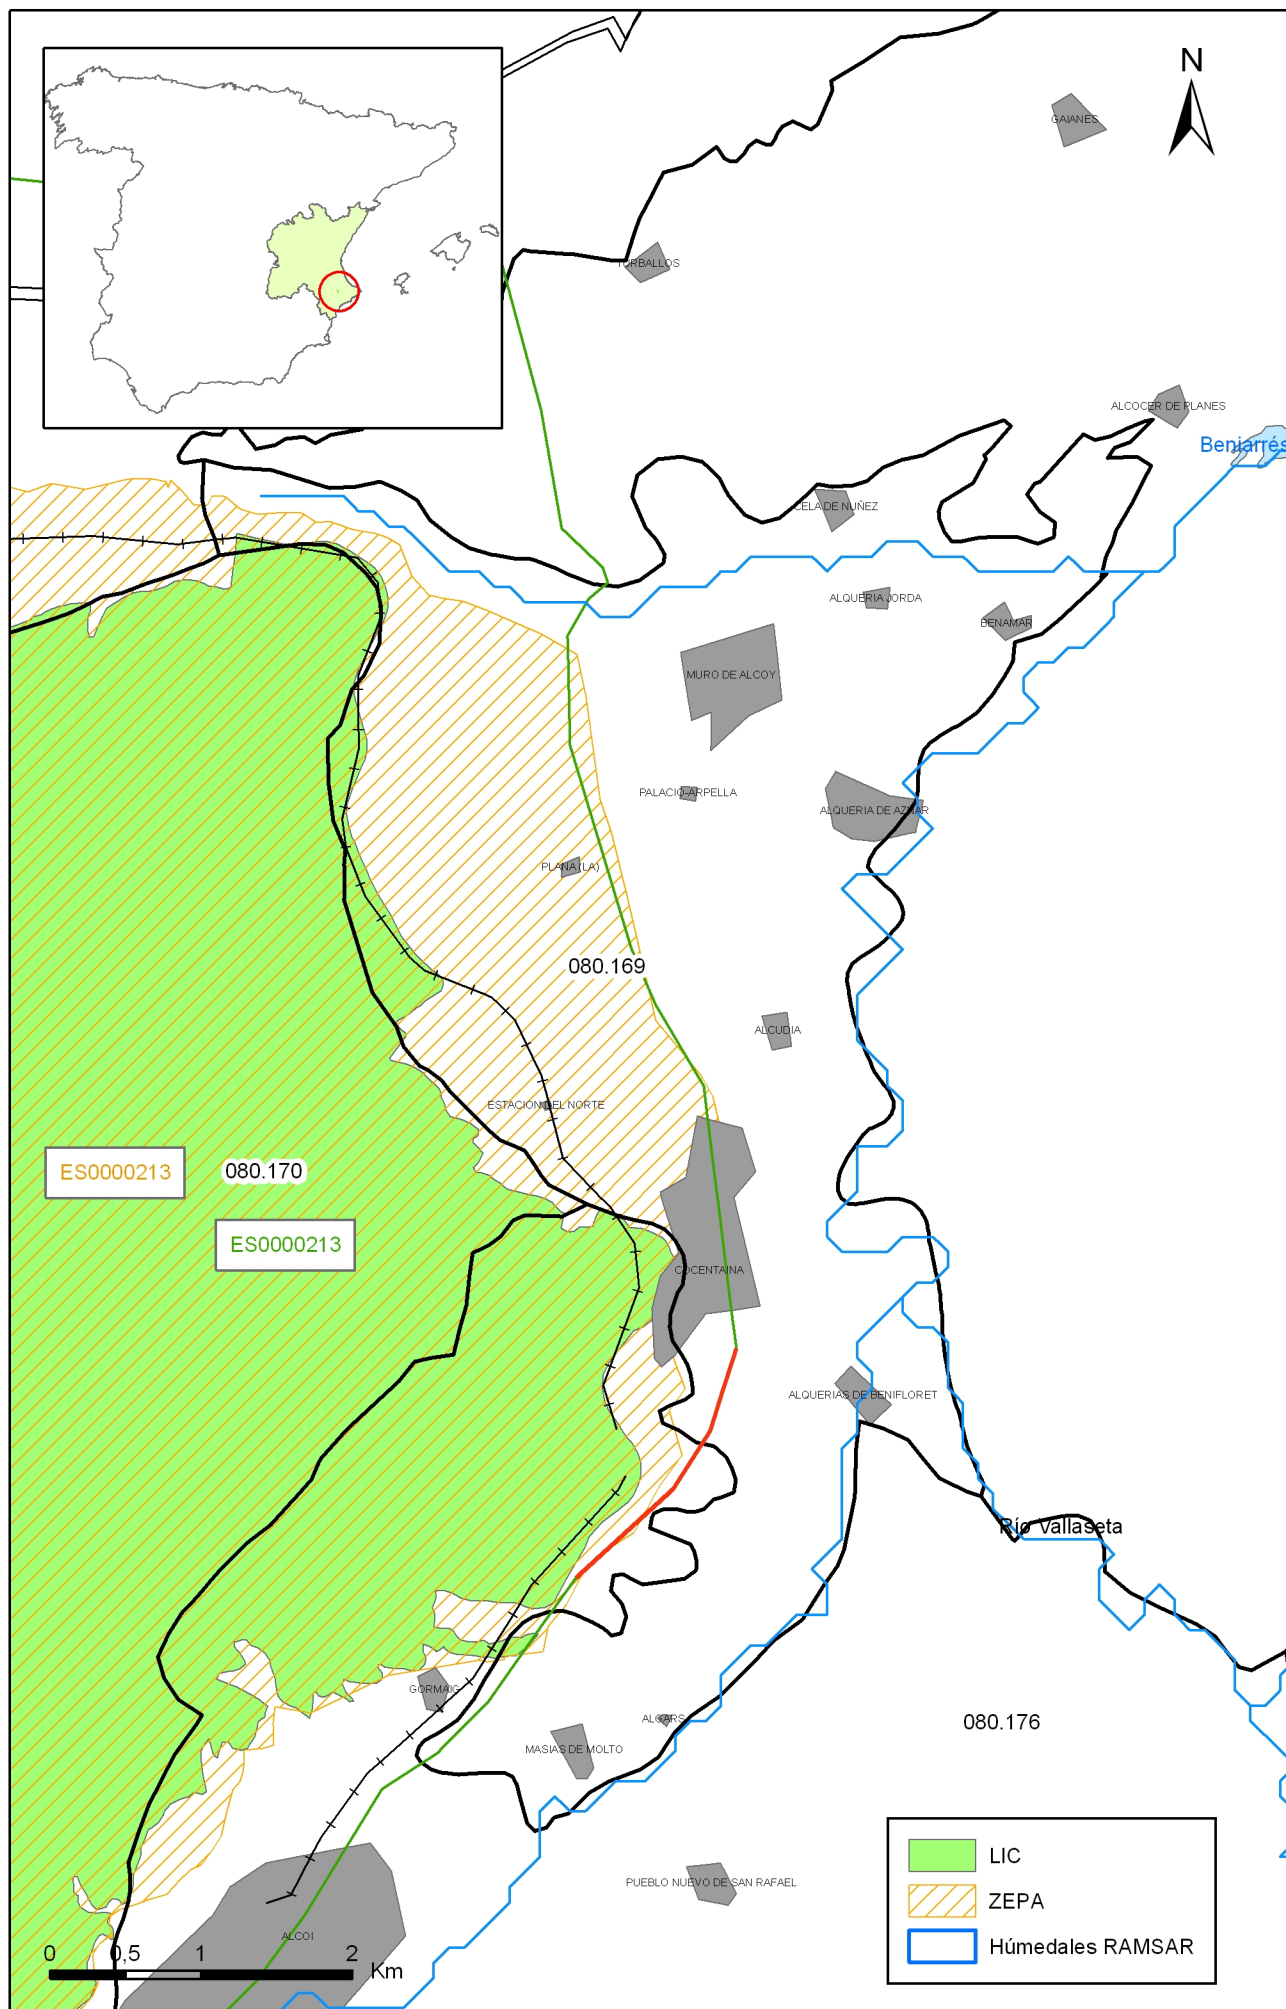 N
GAIANES
TURBALLOS
ALCOCER DE PLANES
Beniarrés
CELA DE NUÑEZ
ALQUERIA JORDA
BENAMAR
MURO DE ALCOY
PALACIO-ARPELLA
ALQUERIA DE AZNAR
PLANA (LA)
080.169
ALCUDIA
ESTACION DEL NORTE
ES0000213
080.170
ES0000213
COCENTAINA
ALQUERIAS DE BENIFLORET
Río Vallaseta
GORMAIG
ALGARS
080.176
MASIAS DE MOLTO
PUEBLO NUEVO DE SAN RAFAEL
ALCOI
LIC
ZEPA
Húmedales RAMSAR
0 0,5 1 2
Km